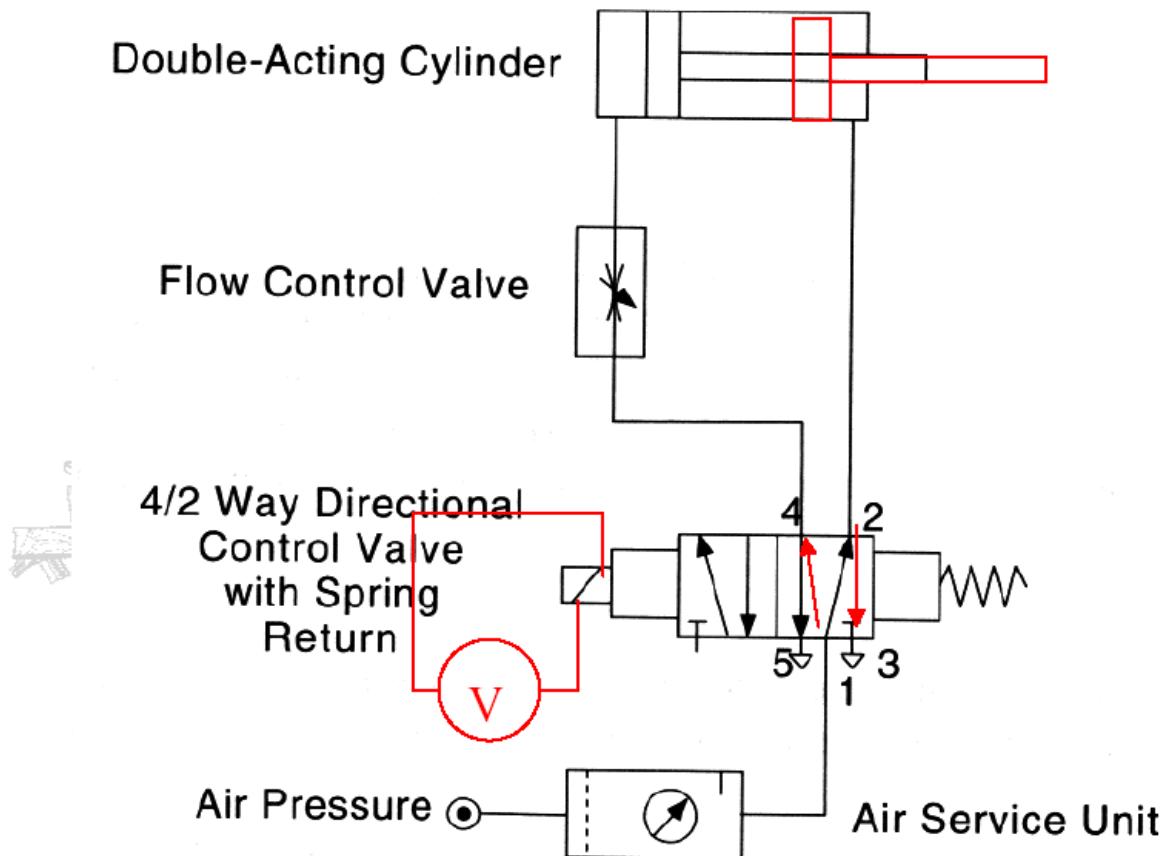 Double-Acting Cylinder
Flow Control Valve
4/2 Way Directional
Control Valve
with Spring
Return
4
2
5
3
1
V
Air Pressure
Air Service Unit